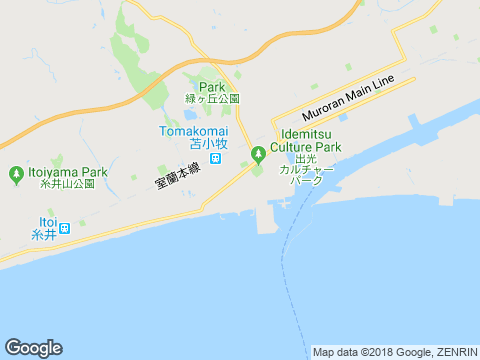 Park
緑ヶ丘公園
Muroran Main Line
Tomakomai
苫小牧
Idemitsu
Culture Park
出光
カルチャー
パーク
室蘭本線
Itoiyama Park
糸井山公園
Itoi
糸井
Google
Map data ©2018 Google, ZENRIN